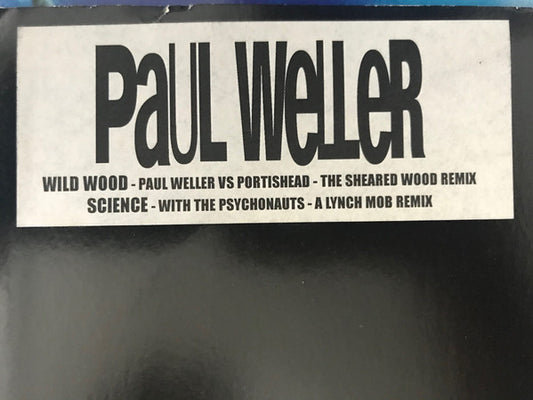 PaUL WeLLeR
WILD WOOD - PAUL WELLER VS PORTISHEAD - THE SHEARED WOOD REMIX
SCIENCE - WITH THE PSYCHONAUTS - A LYNCH MOB REMIX